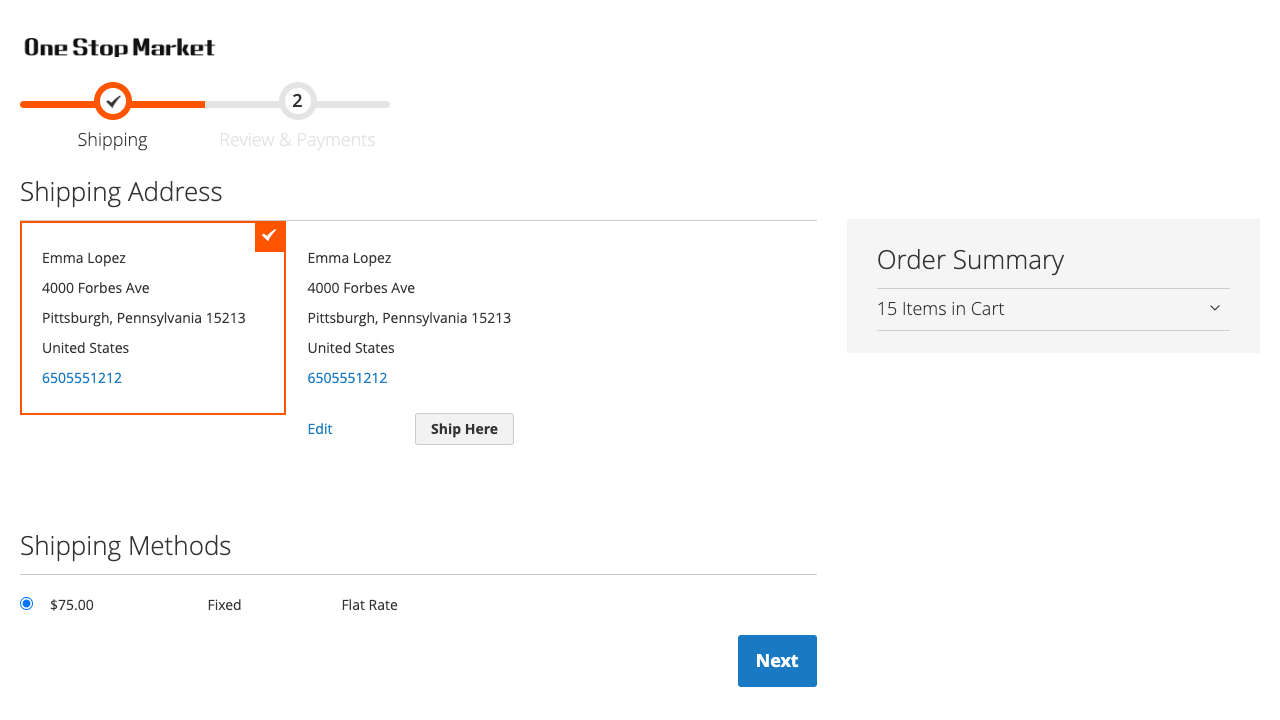 One Stop Market
2
Shipping
Review & Payments
Shipping Address
Emma Lopez
4000 Forbes Ave
Pittsburgh, Pennsylvania 15213
United States
6505551212
Emma Lopez
4000 Forbes Ave
Pittsburgh, Pennsylvania 15213
United States
6505551212
Edit
Ship Here
Order Summary
15 Items in Cart
Shipping Methods
$75.00 Fixed Flat Rate
Next